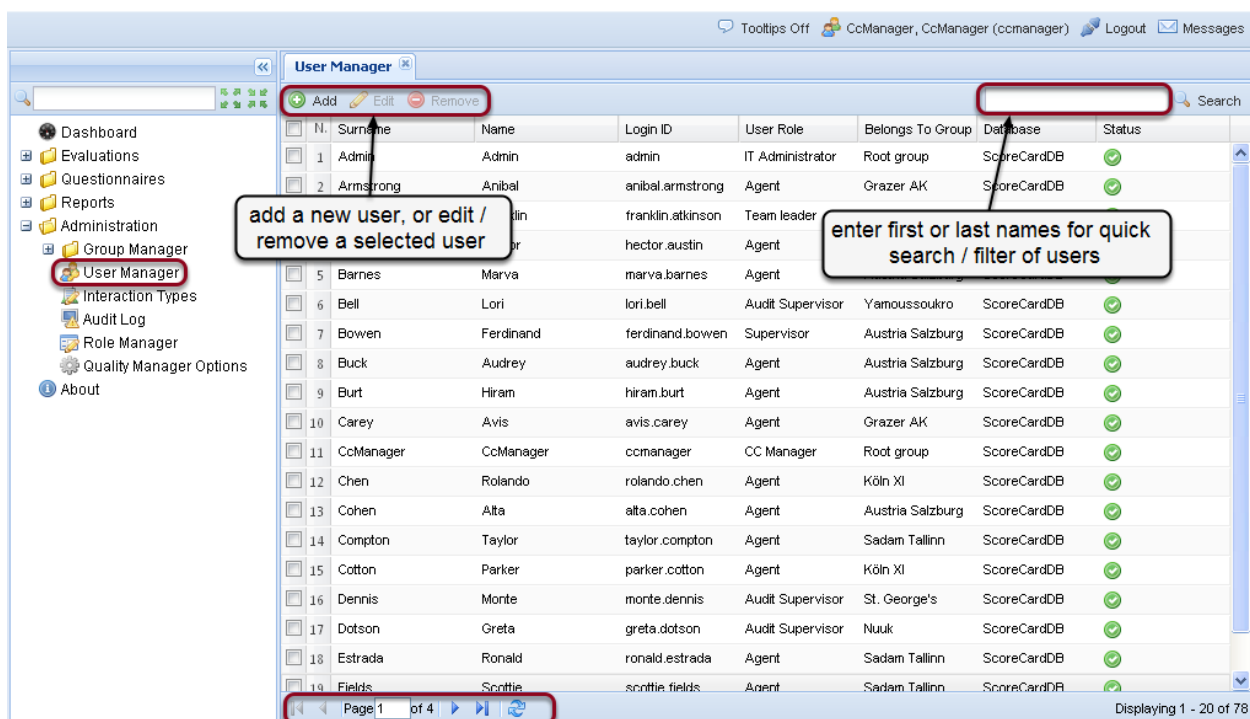 Tooltips Off CcManager, CcManager (ccmanager) Logout Messages
User Manager
Add Edit Remove Search
Dashboard
Evaluations
Questionnaires
Reports
Administration
Group Manager
User Manager
Interaction Types
Audit Log
Role Manager
Quality Manager Options
About
N. Surname Name Login ID User Role Belongs To Group Database Status
1 Admin Admin admin IT Administrator Root group ScoreCardDB
2 Armstrong Anibal anibal.armstrong Agent Grazer AK ScoreCardDB
franklin.atkinson Team leader
hector.austin Agent
5 Barnes Marva marva.barnes Agent
6 Bell Lori lori.bell Audit Supervisor Yamoussoukro ScoreCardDB
7 Bowen Ferdinand ferdinand.bowen Supervisor Austria Salzburg ScoreCardDB
8 Buck Audrey audrey.buck Agent Austria Salzburg ScoreCardDB
9 Burt Hiram hiram.burt Agent Austria Salzburg ScoreCardDB
10 Carey Avis avis.carey Agent Grazer AK ScoreCardDB
11 CcManager CcManager ccmanager CC Manager Root group ScoreCardDB
12 Chen Rolando rolando.chen Agent Köln XI ScoreCardDB
13 Cohen Alta alta.cohen Agent Austria Salzburg ScoreCardDB
14 Compton Taylor taylor.compton Agent Sadam Tallinn ScoreCardDB
15 Cotton Parker parker.cotton Agent Köln XI ScoreCardDB
16 Dennis Monte monte.dennis Audit Supervisor St. George's ScoreCardDB
17 Dotson Greta greta.dotson Audit Supervisor Nuuk ScoreCardDB
18 Estrada Ronald ronald.estrada Agent Sadam Tallinn ScoreCardDB
19 Fields Scottie scottie.fields Agent Sadam Tallinn ScoreCardDB
add a new user, or edit /
remove a selected user
enter first or last names for quick
search / filter of users
Page 1 of 4 Displaying 1 - 20 of 78